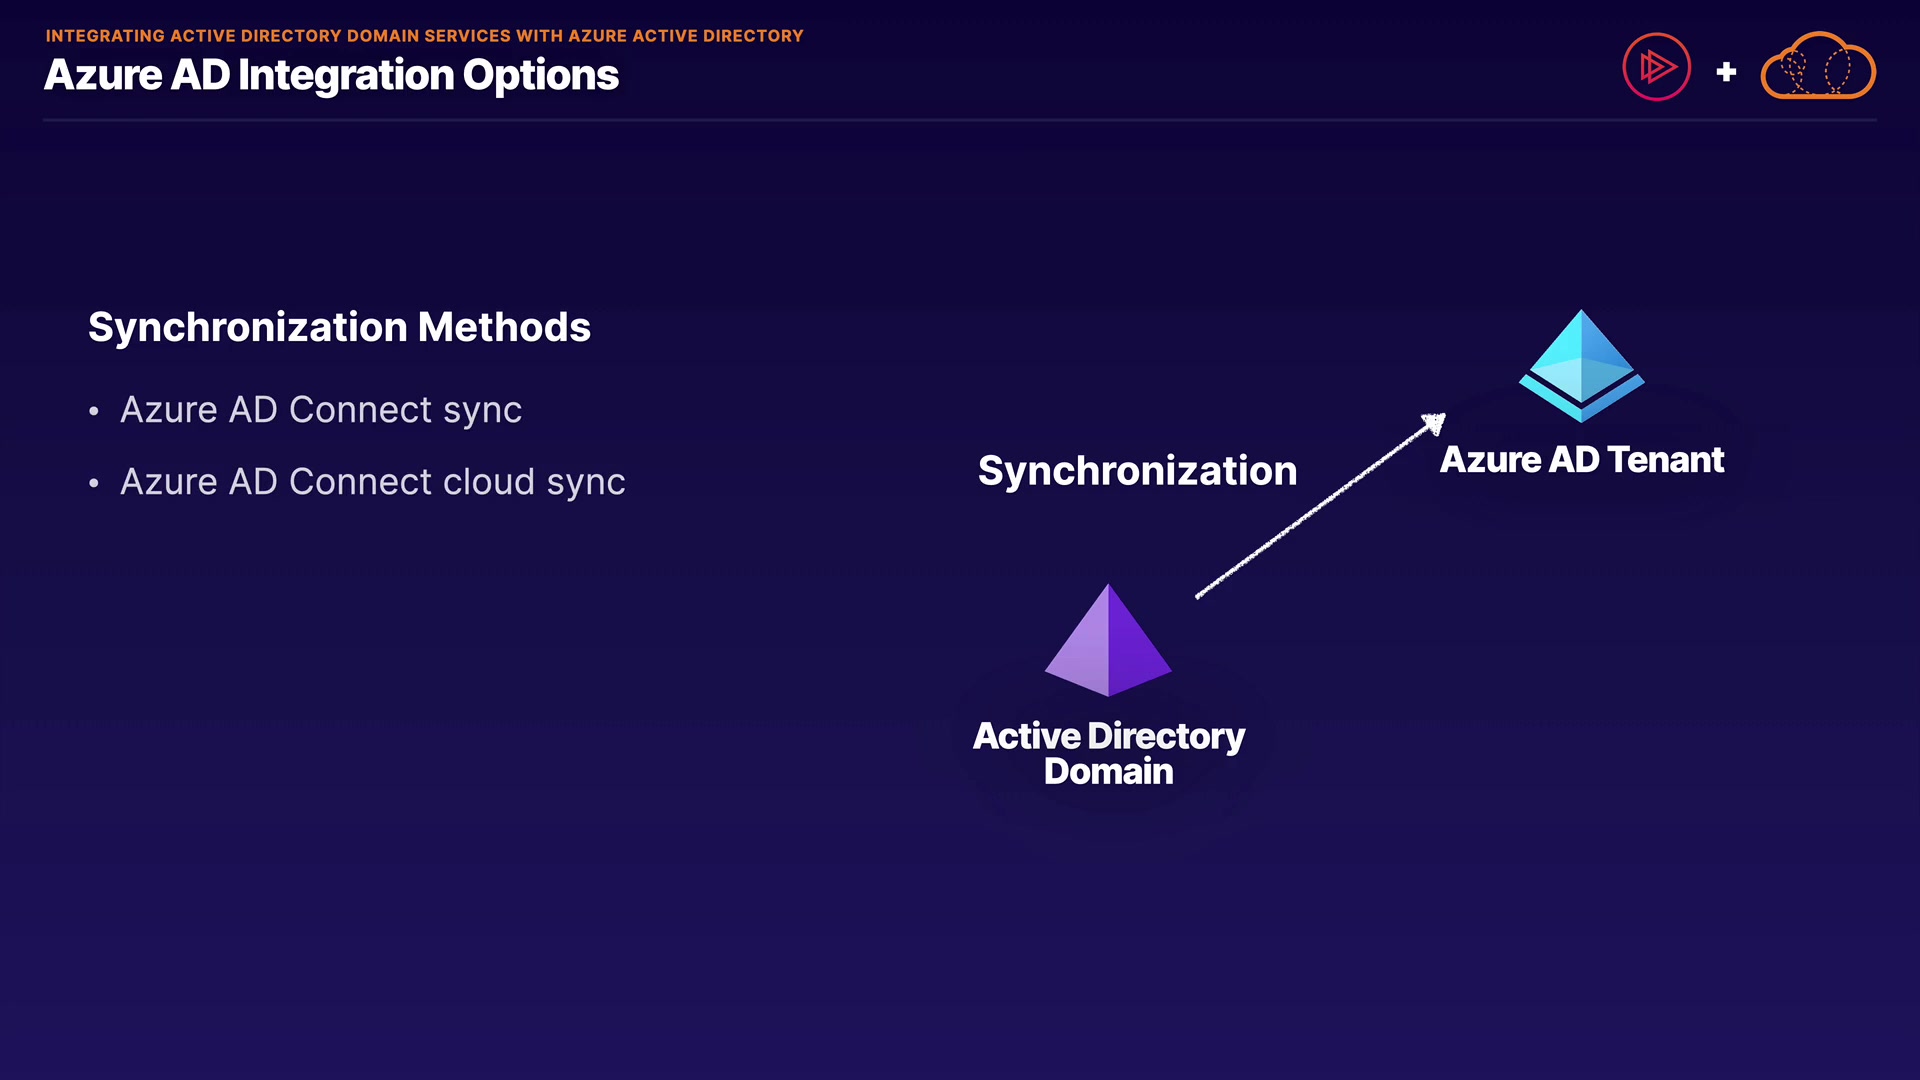 INTEGRATING ACTIVE DIRECTORY DOMAIN SERVICES WITH AZURE ACTIVE DIRECTORY
Azure AD Integration Options
Synchronization Methods
• Azure AD Connect sync
• Azure AD Connect cloud sync
Synchronization
Azure AD Tenant
Active Directory
Domain